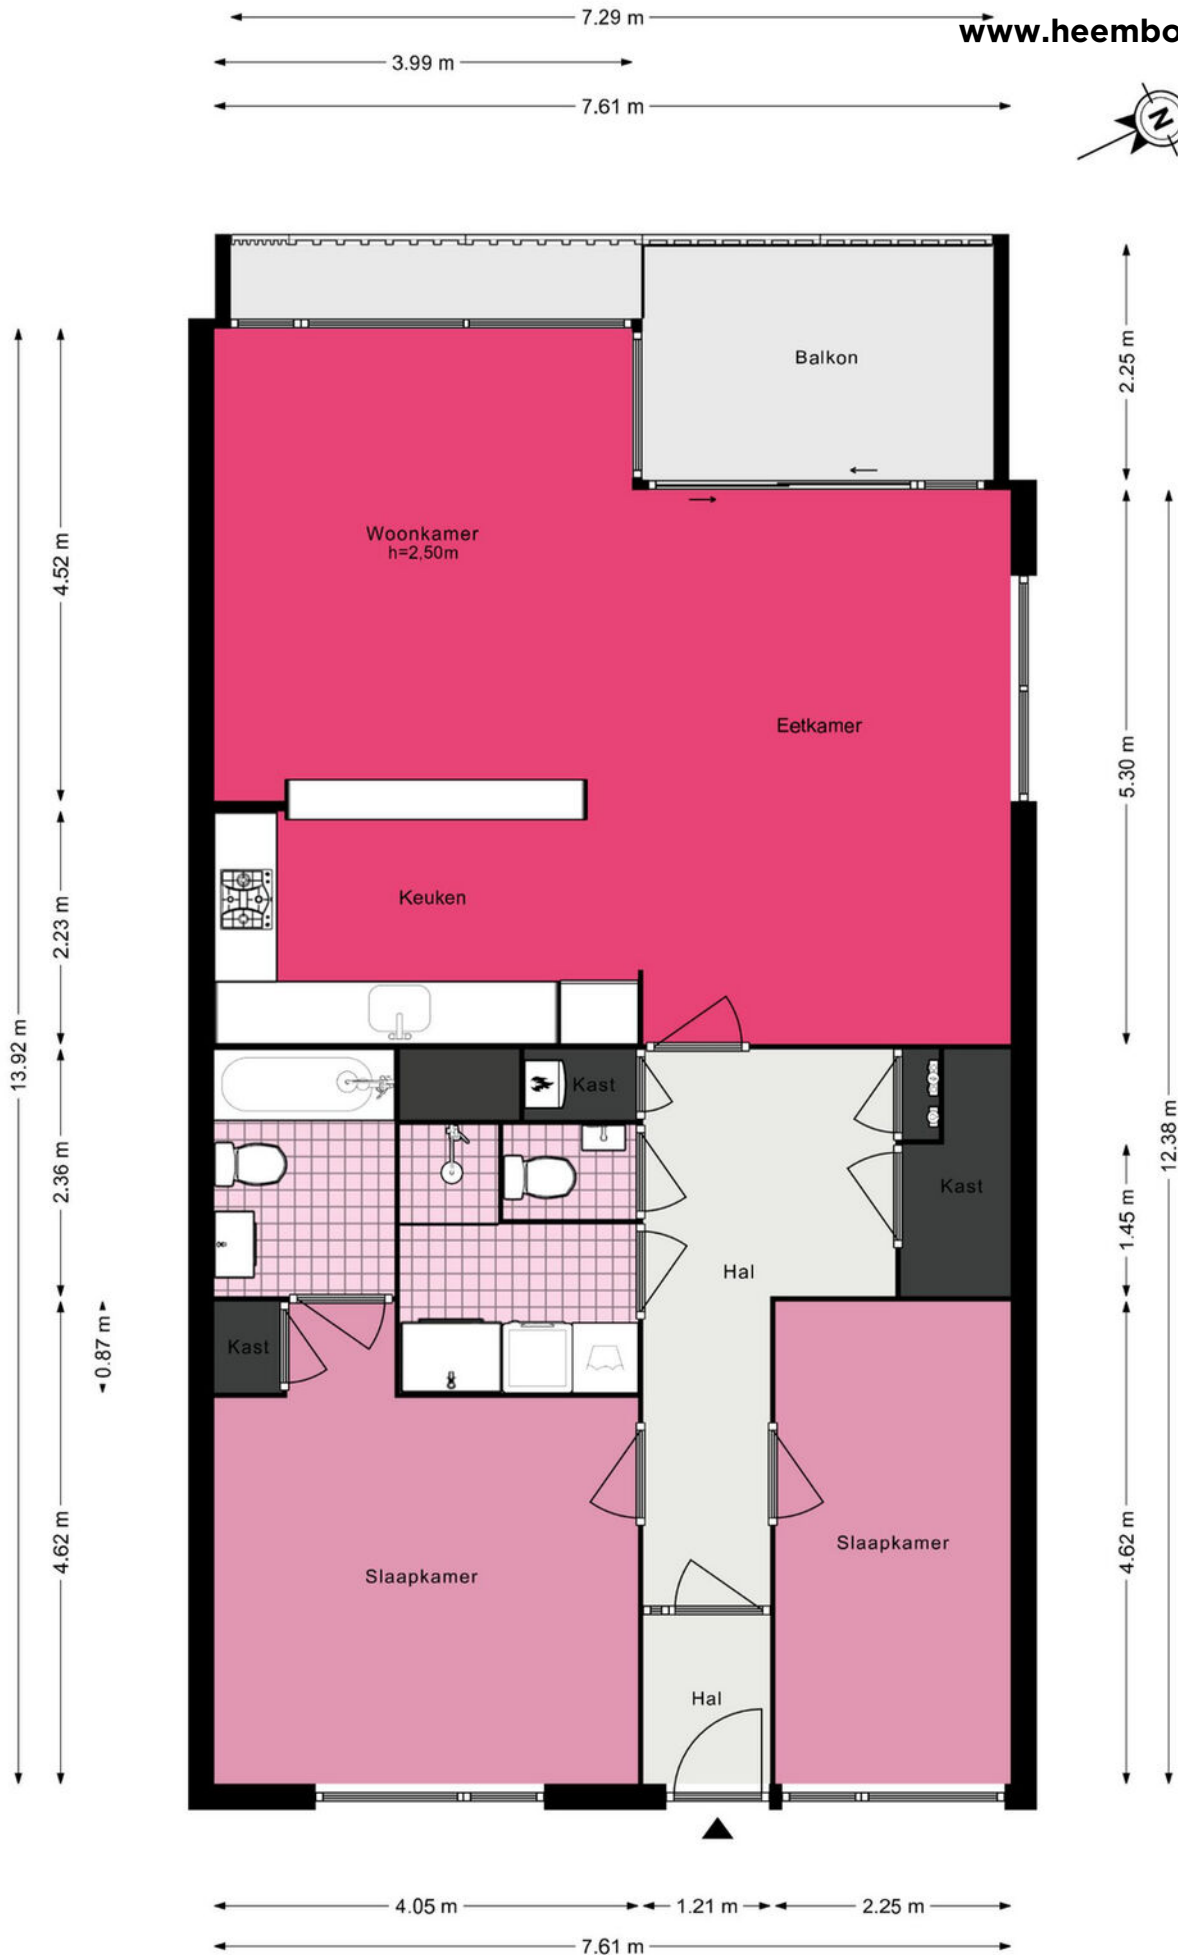 7.29 m
www.heembo
3.99 m
7.61 m
N
Balkon
2.25 m
Woonkamer
h=2,50m
4.52 m
Eetkamer
5.30 m
Keuken
2.23 m
13.92 m
Kast
12.38 m
2.36 m
Kast
1.45 m
Hal
Kast
0.87 m
Slaapkamer
4.62 m
Slaapkamer
4.62 m
Hal
4.05 m
1.21 m
2.25 m
7.61 m